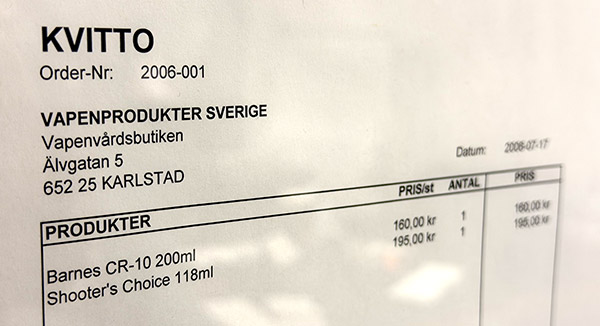 KVITTO
Order-Nr: 2006-001
VAPENPRODUKTER SVERIGE
Vapenvårdsbutiken
Älvgatan 5
652 25 KARLSTAD
Datum: 2006-07-17
PRODUKTER PRIS/st ANTAL PRIS
Barnes CR-10 200ml 160,00 kr 1 160,00 kr
Shooter's Choice 118ml 195,00 kr 1 195,00 kr